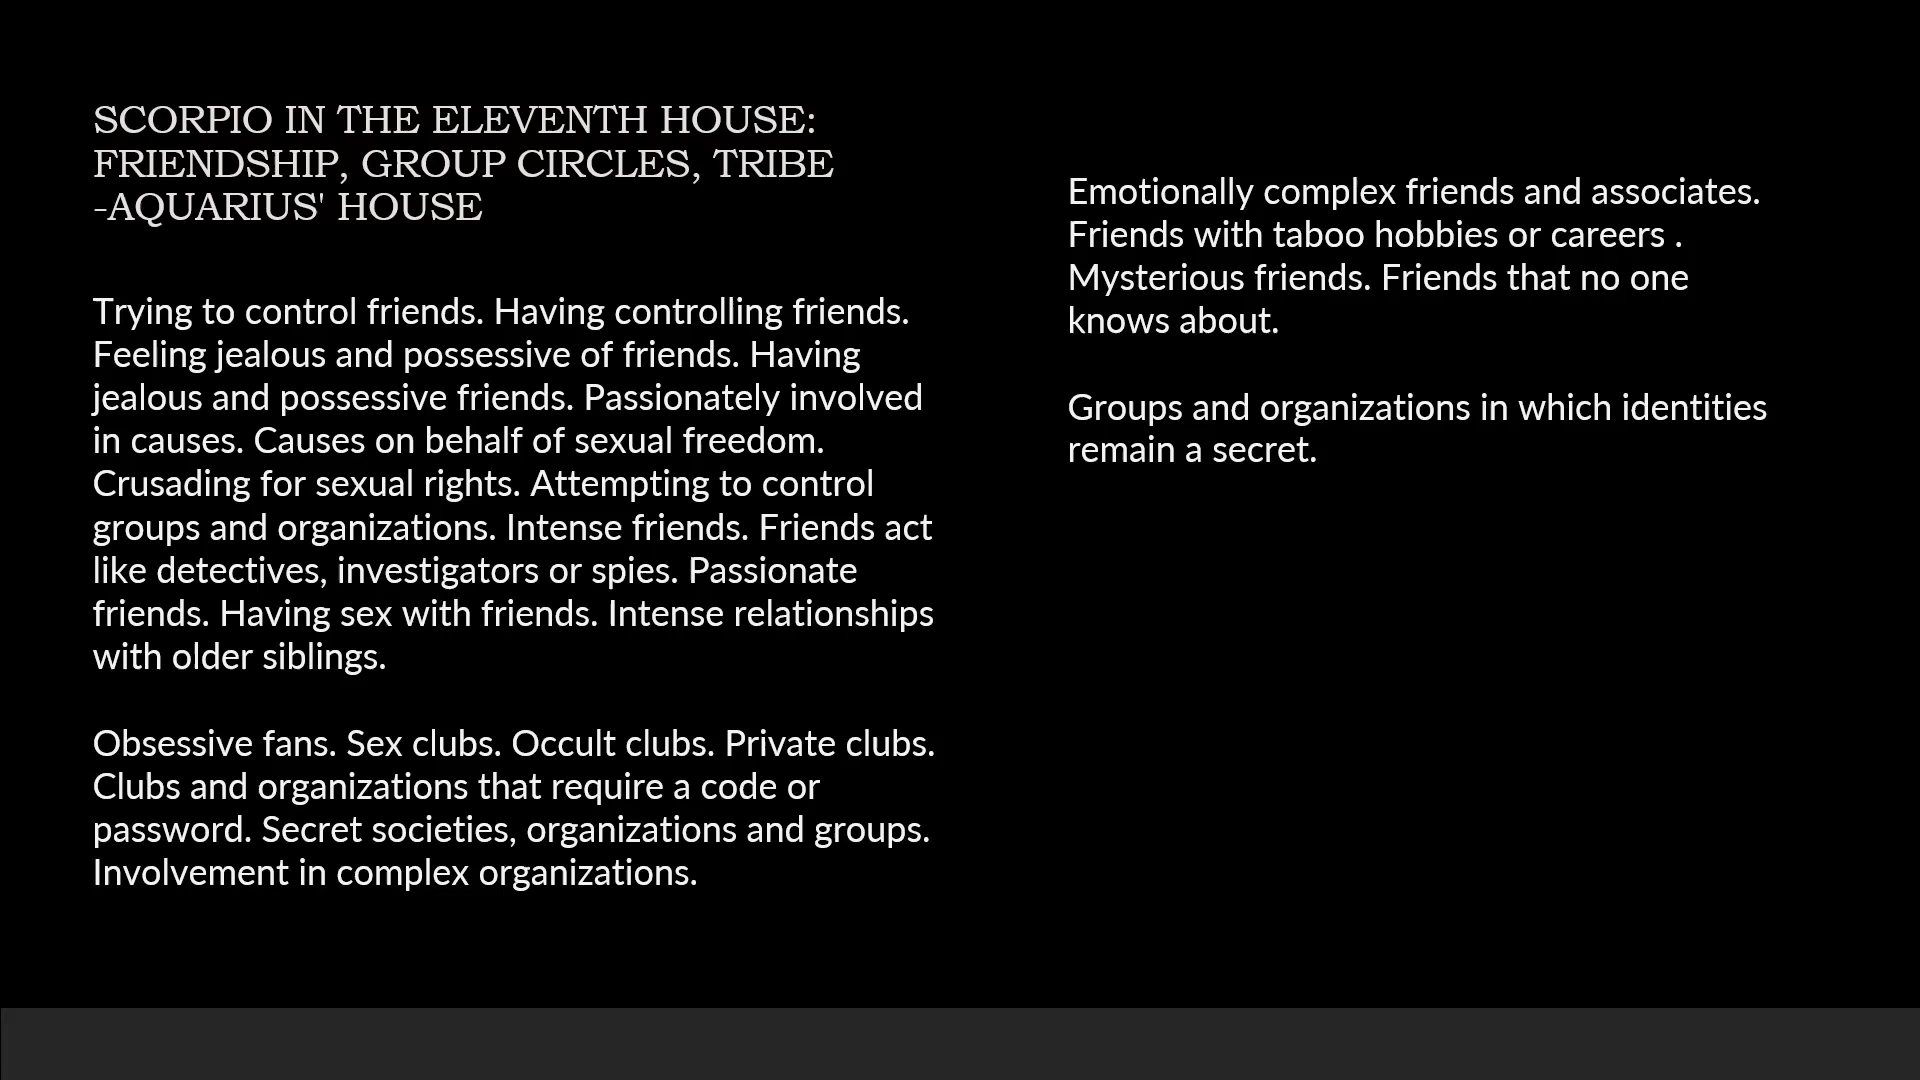 SCORPIO IN THE ELEVENTH HOUSE:
FRIENDSHIP, GROUP CIRCLES, TRIBE
-AQUARIUS' HOUSE
Trying to control friends. Having controlling friends.
Feeling jealous and possessive of friends. Having
jealous and possessive friends. Passionately involved
in causes. Causes on behalf of sexual freedom.
Crusading for sexual rights. Attempting to control
groups and organizations. Intense friends. Friends act
like detectives, investigators or spies. Passionate
friends. Having sex with friends. Intense relationships
with older siblings.
Obsessive fans. Sex clubs. Occult clubs. Private clubs.
Clubs and organizations that require a code or
password. Secret societies, organizations and groups.
Involvement in complex organizations.
Emotionally complex friends and associates.
Friends with taboo hobbies or careers .
Mysterious friends. Friends that no one
knows about.
Groups and organizations in which identities
remain a secret.